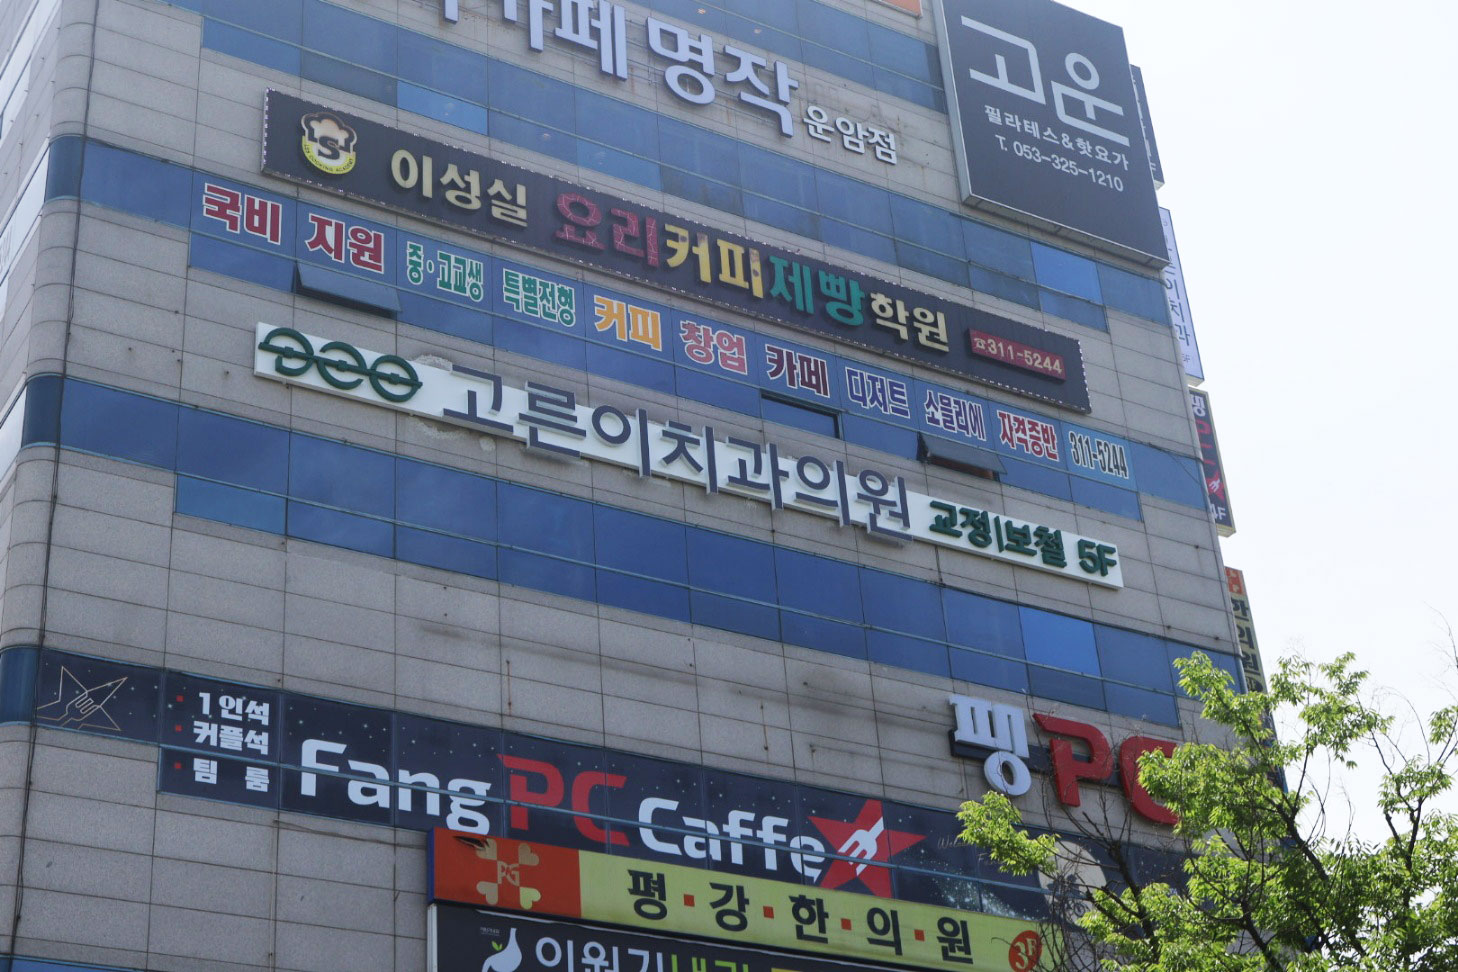 카페 명작 운암점
고운
필라테스&핫요가
T. 053-325-1210
이성실 요리커피제빵학원 ☎311-5244
국비 지원 중·고교생 특별전형 커피 창업 카페 디저트 소믈리에 자격증반 311-5244
고른이치과의원 교정|보철 5F
팽PC
1인석
커플석
팀 룸
Fang PC Caffe
PG 평·강·한·의·원 3F